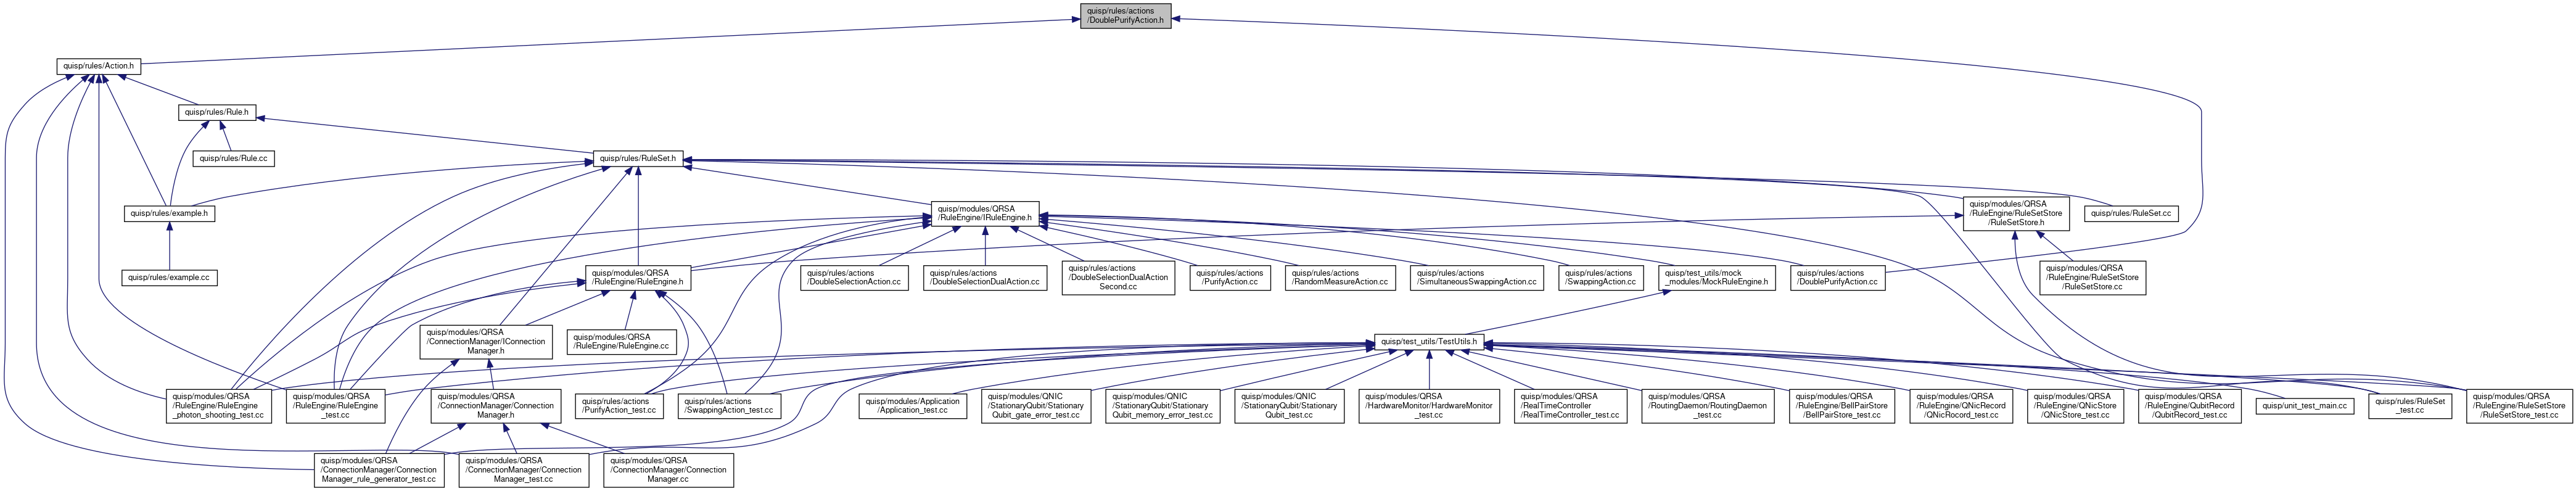 quisp/rules/actions
/DoublePurifyAction.h
quisp/rules/Action.h
quisp/rules/Rule.h
quisp/rules/Rule.cc
quisp/rules/RuleSet.h
quisp/rules/example.h
quisp/modules/QRSA
/RuleEngine/IRuleEngine.h
quisp/modules/QRSA
/RuleEngine/RuleSetStore
/RuleSetStore.h
quisp/rules/RuleSet.cc
quisp/rules/example.cc
quisp/modules/QRSA
/RuleEngine/RuleEngine.h
quisp/rules/actions
/DoubleSelectionAction.cc
quisp/rules/actions
/DoubleSelectionDualAction.cc
quisp/rules/actions
/DoubleSelectionDualAction
Second.cc
quisp/rules/actions
/PurifyAction.cc
quisp/rules/actions
/RandomMeasureAction.cc
quisp/rules/actions
/SimultaneousSwappingAction.cc
quisp/rules/actions
/SwappingAction.cc
quisp/test_utils/mock
_modules/MockRuleEngine.h
quisp/rules/actions
/DoublePurifyAction.cc
quisp/modules/QRSA
/RuleEngine/RuleSetStore
/RuleSetStore.cc
quisp/modules/QRSA
/ConnectionManager/IConnection
Manager.h
quisp/modules/QRSA
/RuleEngine/RuleEngine.cc
quisp/test_utils/TestUtils.h
quisp/modules/QRSA
/RuleEngine/RuleEngine
_photon_shooting_test.cc
quisp/modules/QRSA
/RuleEngine/RuleEngine
_test.cc
quisp/modules/QRSA
/ConnectionManager/Connection
Manager.h
quisp/rules/actions
/PurifyAction_test.cc
quisp/rules/actions
/SwappingAction_test.cc
quisp/modules/Application
/Application_test.cc
quisp/modules/QNIC
/StationaryQubit/Stationary
Qubit_gate_error_test.cc
quisp/modules/QNIC
/StationaryQubit/Stationary
Qubit_memory_error_test.cc
quisp/modules/QNIC
/StationaryQubit/Stationary
Qubit_test.cc
quisp/modules/QRSA
/HardwareMonitor/HardwareMonitor
_test.cc
quisp/modules/QRSA
/RealTimeController
/RealTimeController_test.cc
quisp/modules/QRSA
/RoutingDaemon/RoutingDaemon
_test.cc
quisp/modules/QRSA
/RuleEngine/BellPairStore
/BellPairStore_test.cc
quisp/modules/QRSA
/RuleEngine/QNicRecord
/QNicRocord_test.cc
quisp/modules/QRSA
/RuleEngine/QNicStore
/QNicStore_test.cc
quisp/modules/QRSA
/RuleEngine/QubitRecord
/QubitRecord_test.cc
quisp/unit_test_main.cc
quisp/rules/RuleSet
_test.cc
quisp/modules/QRSA
/RuleEngine/RuleSetStore
/RuleSetStore_test.cc
quisp/modules/QRSA
/ConnectionManager/Connection
Manager_rule_generator_test.cc
quisp/modules/QRSA
/ConnectionManager/Connection
Manager_test.cc
quisp/modules/QRSA
/ConnectionManager/Connection
Manager.cc